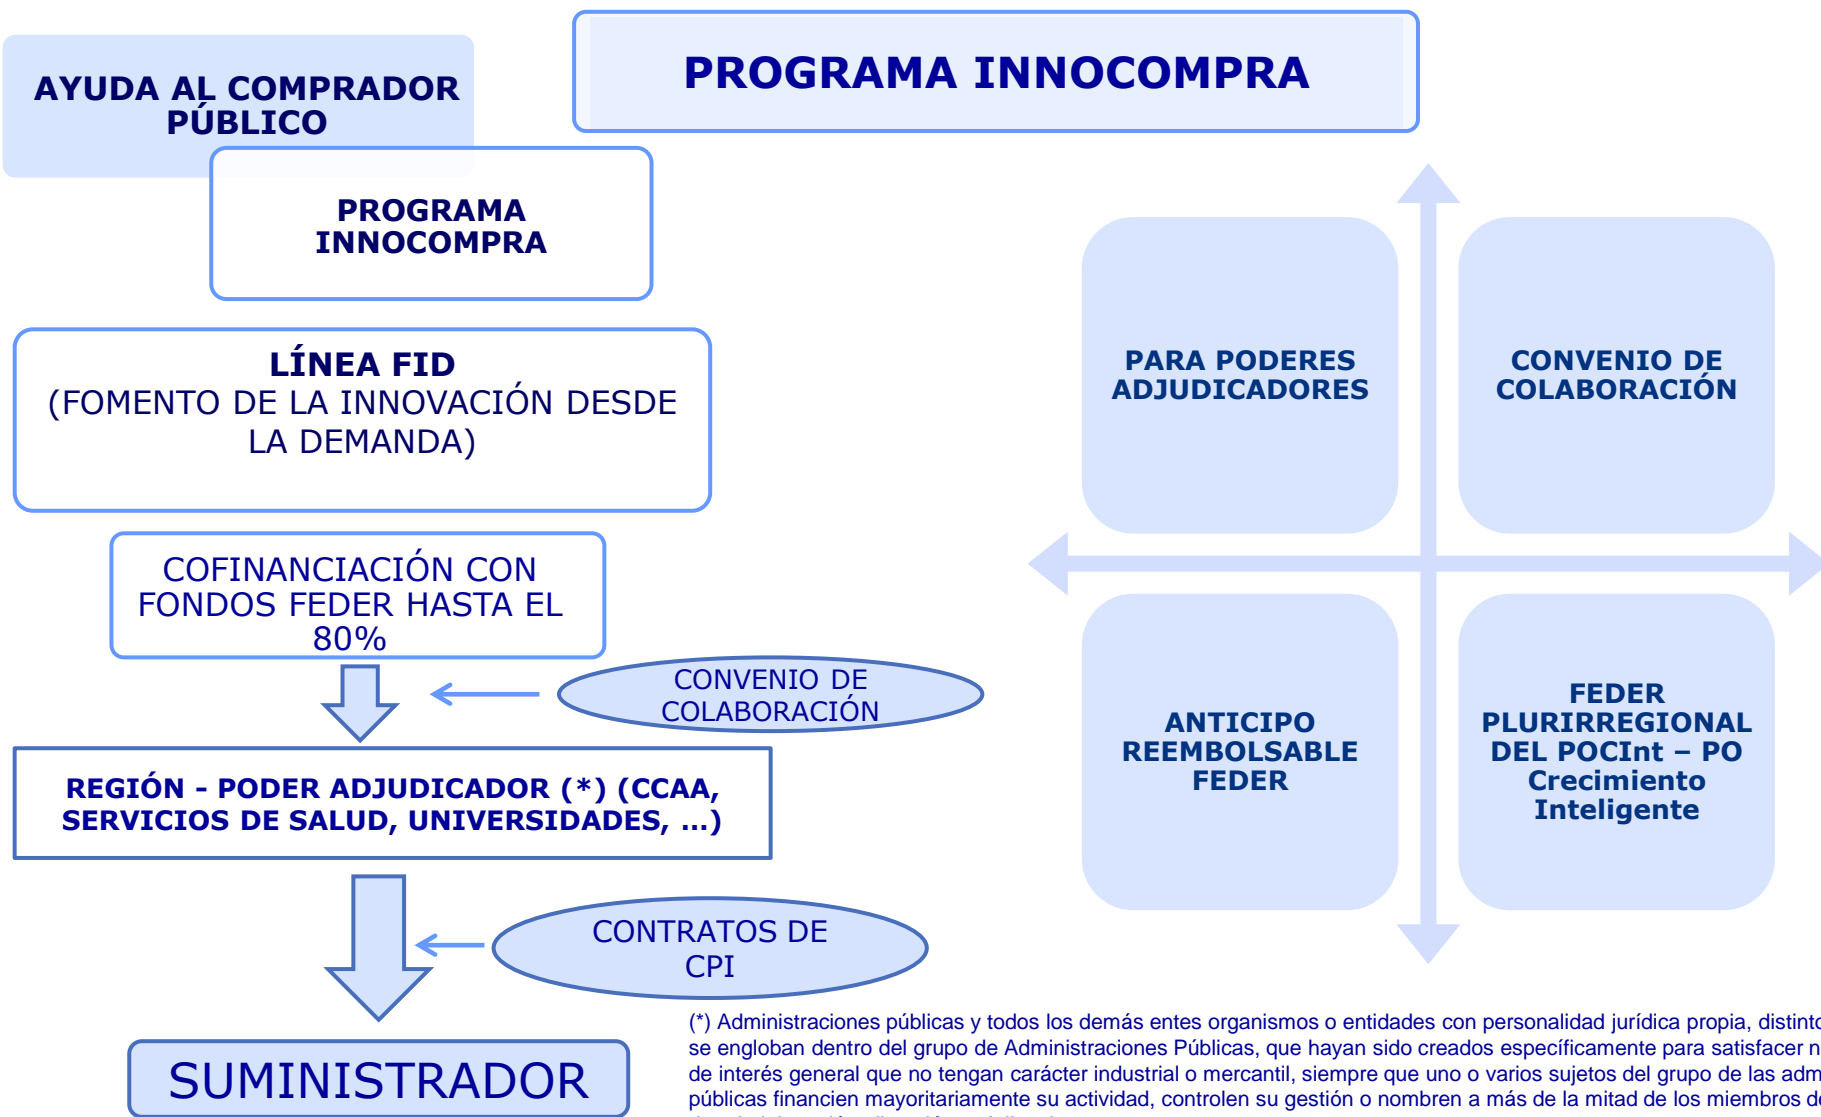 PROGRAMA INNOCOMPRA
AYUDA AL COMPRADOR
PÚBLICO
PROGRAMA
INNOCOMPRA
LÍNEA FID
(FOMENTO DE LA INNOVACIÓN DESDE
LA DEMANDA)
COFINANCIACIÓN CON
FONDOS FEDER HASTA EL
80%
CONVENIO DE
COLABORACIÓN
REGIÓN - PODER ADJUDICADOR (*) (CCAA,
SERVICIOS DE SALUD, UNIVERSIDADES, …)
CONTRATOS DE
CPI
SUMINISTRADOR
PARA PODERES
ADJUDICADORES
CONVENIO DE
COLABORACIÓN
ANTICIPO
REEMBOLSABLE
FEDER
FEDER
PLURIRREGIONAL
DEL POCInt – PO
Crecimiento
Inteligente
(*) Administraciones públicas y todos los demás entes organismos o entidades con personalidad jurídica propia,
se engloban dentro del grupo de Administraciones Públicas, que hayan sido creados específicamente para satisfacer
de interés general que no tengan carácter industrial o mercantil, siempre que uno o varios sujetos del grupo de las
públicas financien mayoritariamente su actividad, controlen su gestión o nombren a más de la mitad de los miembros